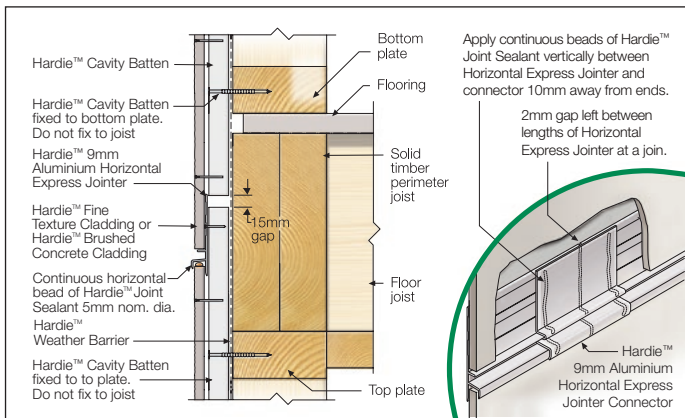 Hardie™ Cavity Batten
Hardie™ Cavity Batten
fixed to bottom plate.
Do not fix to joist
Hardie™ 9mm
Aluminium Horizontal
Express Jointer
Hardie™ Fine
Texture Cladding or
Hardie™ Brushed
Concrete Cladding
Continuous horizontal
bead of Hardie™ Joint
Sealant 5mm nom. dia.
Hardie™
Weather Barrier
Hardie™ Cavity Batten
fixed to to plate.
Do not fix to joist
15mm
gap
Bottom
plate
Flooring
Solid
timber
perimeter
joist
Floor
joist
Top plate
Apply continuous beads of Hardie™
Joint Sealant vertically between
Horizontal Express Jointer and
connector 10mm away from ends.
2mm gap left between
lengths of Horizontal
Express Jointer at a join.
Hardie™
9mm Aluminium
Horizontal Express
Jointer Connector